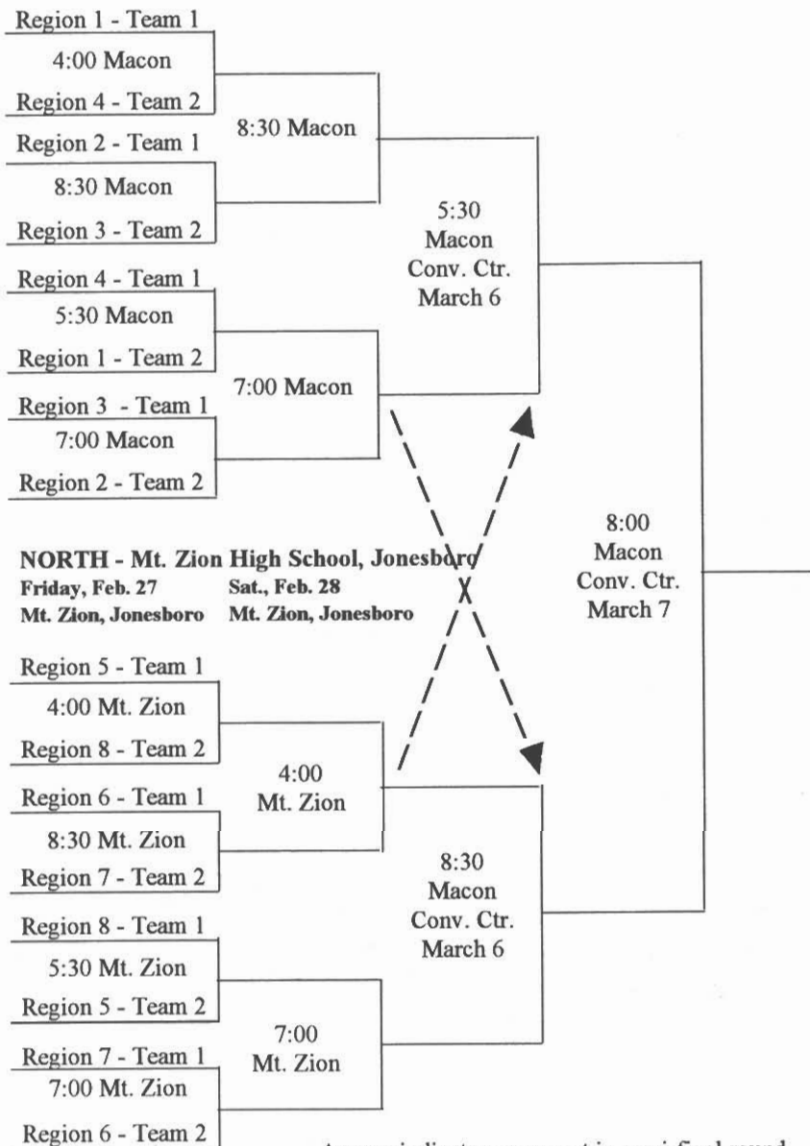 Region 1 - Team 1
4:00 Macon
Region 4 - Team 2
Region 2 - Team 1
8:30 Macon
8:30 Macon
Region 3 - Team 2
Region 4 - Team 1
5:30 Macon
Region 1 - Team 2
7:00 Macon
Region 3 - Team 1
7:00 Macon
Region 2 - Team 2
5:30
Macon
Conv. Ctr.
March 6
NORTH - Mt. Zion High School, Jonesboro
Friday, Feb. 27 Sat., Feb. 28
Mt. Zion, Jonesboro Mt. Zion, Jonesboro
8:00
Macon
Conv. Ctr.
March 7
Region 5 - Team 1
4:00 Mt. Zion
Region 8 - Team 2
4:00
Mt. Zion
Region 6 - Team 1
8:30 Mt. Zion
Region 7 - Team 2
8:30
Macon
Conv. Ctr.
March 6
Region 8 - Team 1
5:30 Mt. Zion
Region 5 - Team 2
7:00
Mt. Zion
Region 7 - Team 1
7:00 Mt. Zion
Region 6 - Team 2